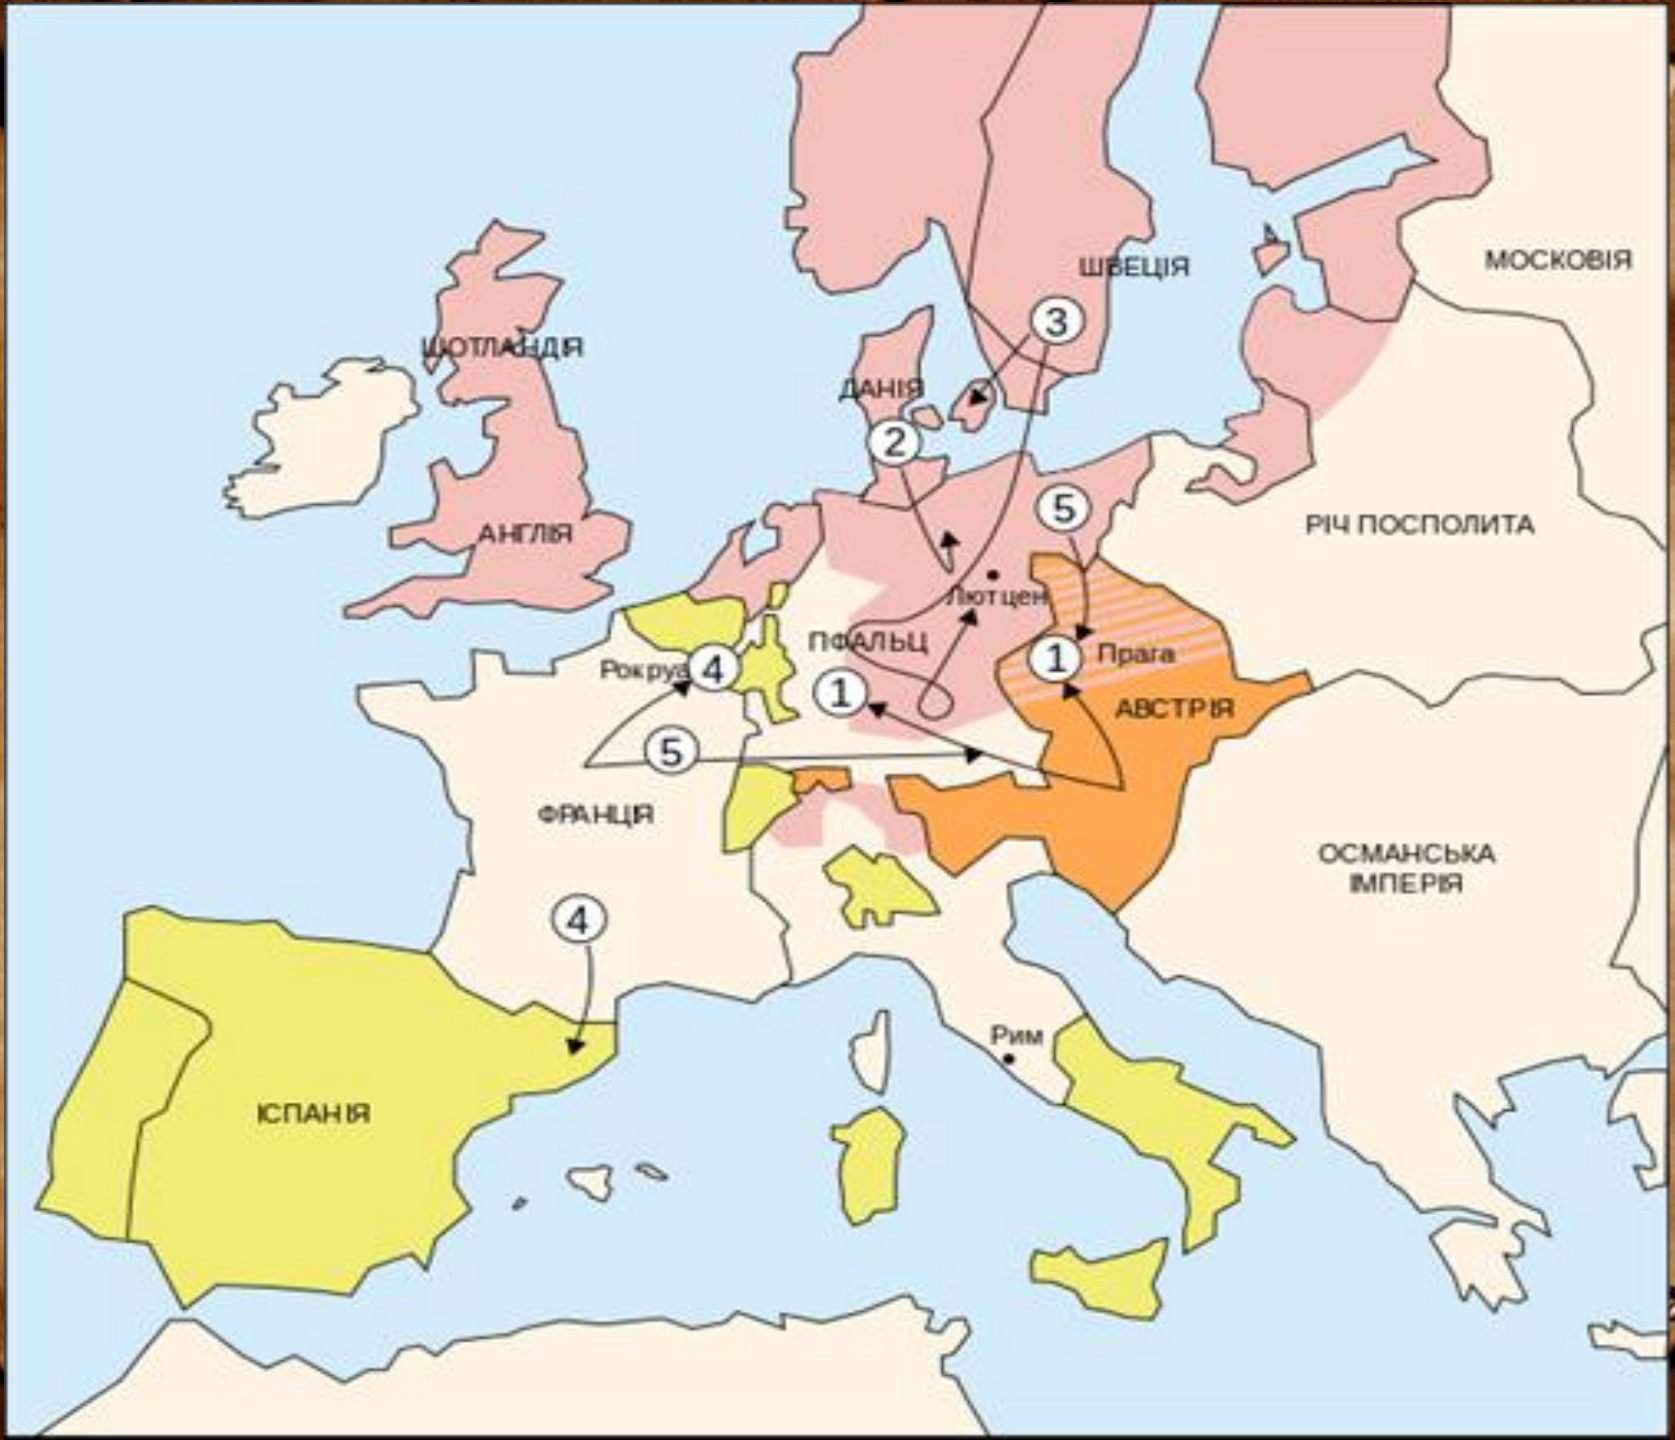 ШВЕЦІЯ
МОСКОВІЯ
3
ШОТЛАНДІЯ
ДАНІЯ
2
5
РІЧ ПОСПОЛИТА
АНГЛІЯ
Лютцен
ПФАЛЬЦ
Рокруа
4
1
Прага
1
АВСТРІЯ
5
ФРАНЦІЯ
ОСМАНСЬКА
ІМПЕРІЯ
4
Рим
ІСПАНІЯ